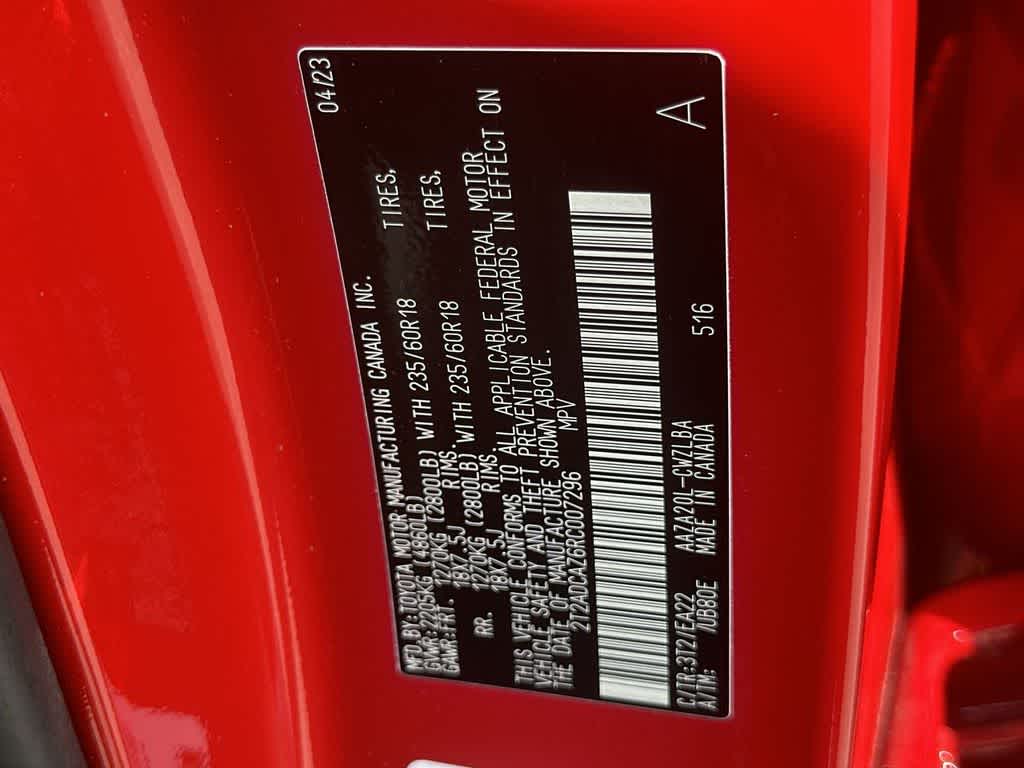 MFD. BY: TOYOTA MOTOR MANUFACTURING CANADA INC. 04/23
GVWR: 2205KG (4860LB)
GAWR: FRT. 1270KG (2800LB) WITH 235/60R18 TIRES,
18X7.5J RIMS.
RR. 1270KG (2800LB) WITH 235/60R18 TIRES,
18X7.5J RIMS.
THIS VEHICLE CONFORMS TO ALL APPLICABLE FEDERAL MOTOR
VEHICLE SAFETY AND THEFT PREVENTION STANDARDS IN EFFECT ON
THE DATE OF MANUFACTURE SHOWN ABOVE.
2T2ADCAZ6RC007296 MPV
C/TR:3T2/EA22 AAZA20L-CWZLBA 516 A
A/TM: /UB80E MADE IN CANADA